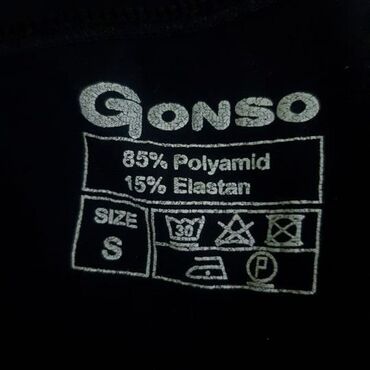 GONSO
85% Polyamid
15% Elastan
SIZE
S
30
P